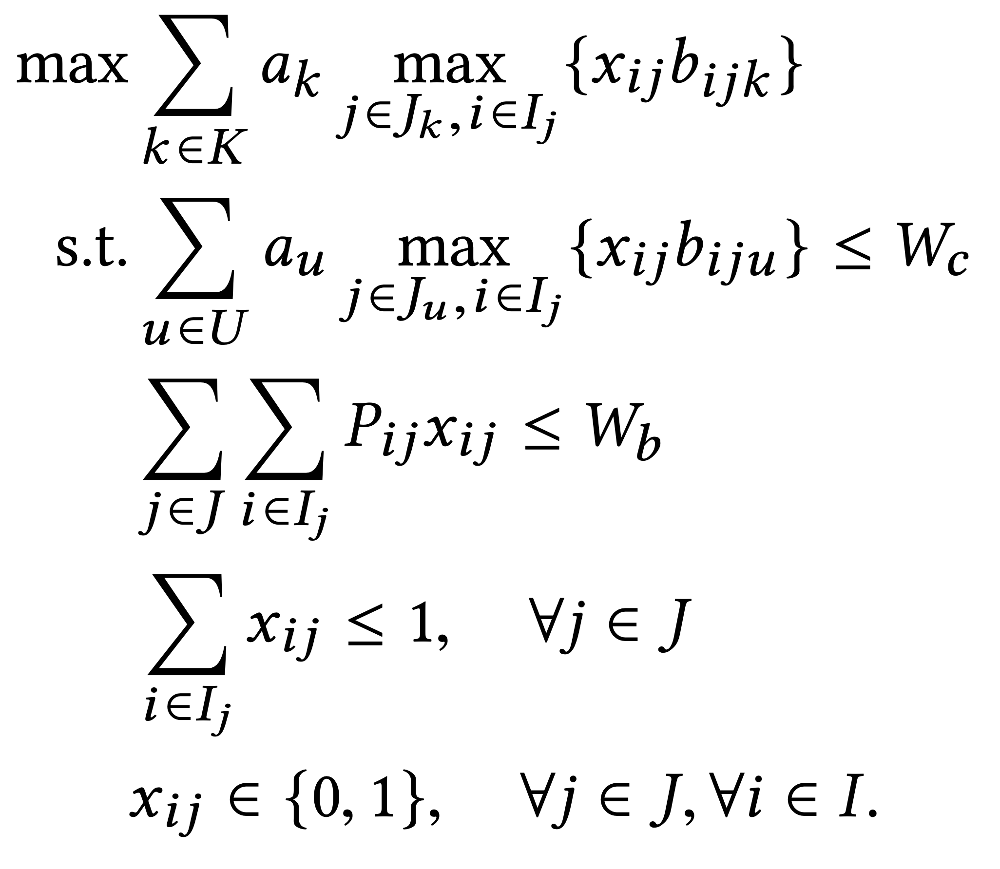 max ∑_{k∈K} a_k max_{j∈J_k, i∈I_j} {x_{ij} b_{ijk}}
s.t. ∑_{u∈U} a_u max_{j∈J_u, i∈I_j} {x_{ij} b_{iju}} ≤ W_c
∑_{j∈J} ∑_{i∈I_j} P_{ij} x_{ij} ≤ W_b
∑_{i∈I_j} x_{ij} ≤ 1, ∀j ∈ J
x_{ij} ∈ {0, 1}, ∀j ∈ J, ∀i ∈ I.